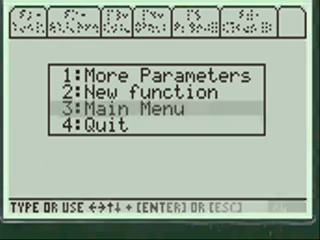 1:More Parameters
2:New function
3:Main Menu
4:Quit
TYPE OR USE ←→↑↓ + [ENTER] OR [ESC]